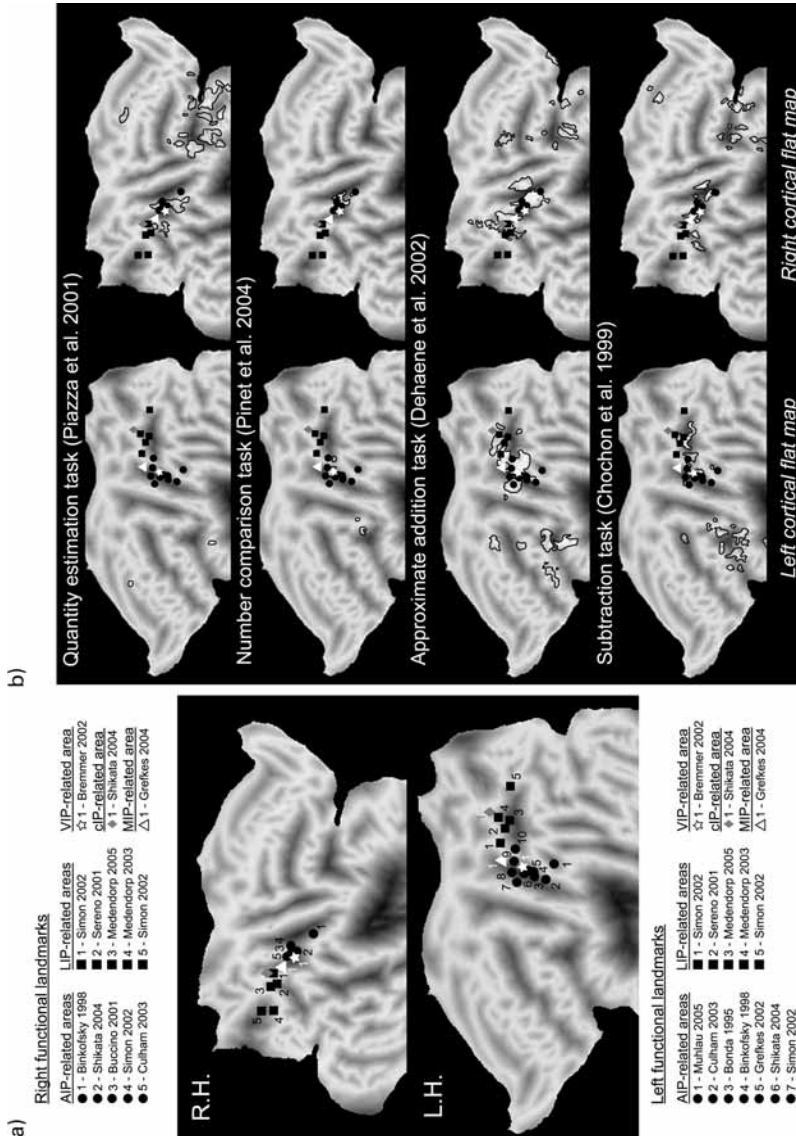 a)
Right functional landmarks
AIP-related areas
1 - Binkofsky 1998
2 - Shikata 2004
3 - Buccino 2001
4 - Simon 2002
5 - Culham 2003
LIP-related areas
1 - Simon 2002
2 - Sereno 2001
3 - Medendorp 2005
4 - Medendorp 2003
5 - Simon 2002
VIP-related area
1 - Bremmer 2002
cIP-related area
1 - Shikata 2004
MIP-related area
1 - Grefkes 2004
R.H.
L.H.
Left functional landmarks
AIP-related areas
1 - Muhlau 2005
2 - Culham 2003
3 - Bonda 1995
4 - Binkofsky 1998
5 - Grefkes 2002
6 - Shikata 2004
7 - Simon 2002
LIP-related areas
1 - Simon 2002
2 - Sereno 2001
3 - Medendorp 2005
4 - Medendorp 2003
5 - Simon 2002
VIP-related area
1 - Bremmer 2002
cIP-related area
1 - Shikata 2004
MIP-related area
1 - Grefkes 2004
b)
Quantity estimation task (Piazza et al. 2001)
Number comparison task (Pinet et al. 2004)
Approximate addition task (Dehaene et al. 2002)
Subtraction task (Chochon et al. 1999)
Left cortical flat map
Right cortical flat map